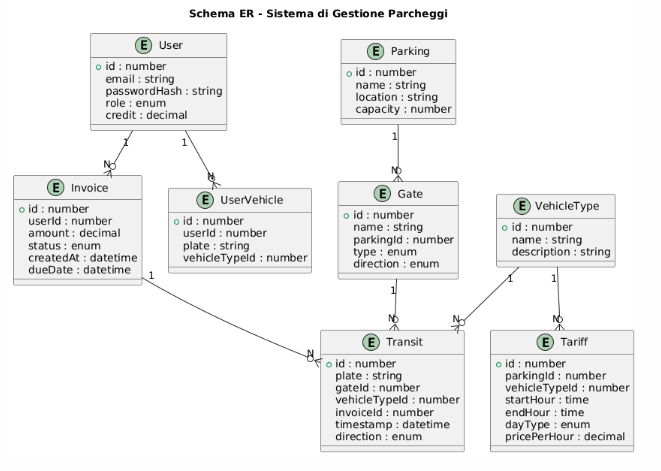 Schema ER - Sistema di Gestione Parcheggi
E User
id : number
email : string
passwordHash : string
role : enum
credit : decimal
E Parking
id : number
name : string
location : string
capacity : number
1
1
1
N
N
N
E Invoice
id : number
userId : number
amount : decimal
status : enum
createdAt : datetime
dueDate : datetime
E UserVehicle
id : number
userId : number
plate : string
vehicleTypeId : number
E Gate
id : number
name : string
parkingId : number
type : enum
direction : enum
E VehicleType
id : number
name : string
description : string
1
1
1
1
N
N
N
N
E Transit
id : number
plate : string
gateId : number
vehicleTypeId : number
invoiceId : number
timestamp : datetime
direction : enum
E Tariff
id : number
parkingId : number
vehicleTypeId : number
startHour : time
endHour : time
dayType : enum
pricePerHour : decimal